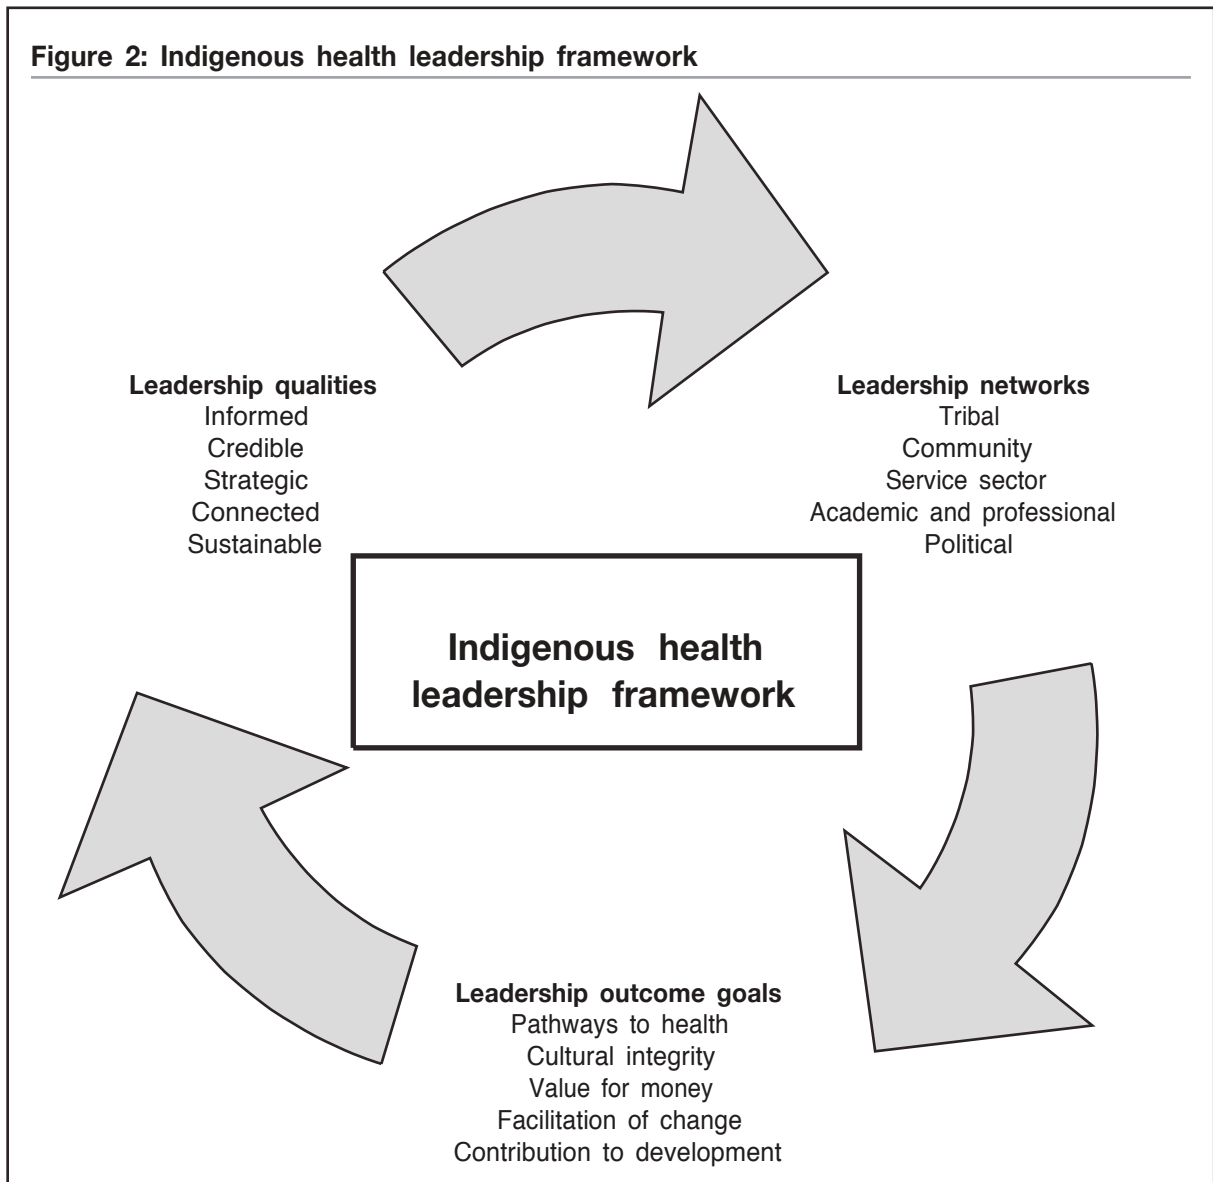 Figure 2: Indigenous health leadership framework
Leadership qualities
Informed
Credible
Strategic
Connected
Sustainable
Leadership networks
Tribal
Community
Service sector
Academic and professional
Political
Indigenous health
leadership framework
Leadership outcome goals
Pathways to health
Cultural integrity
Value for money
Facilitation of change
Contribution to development